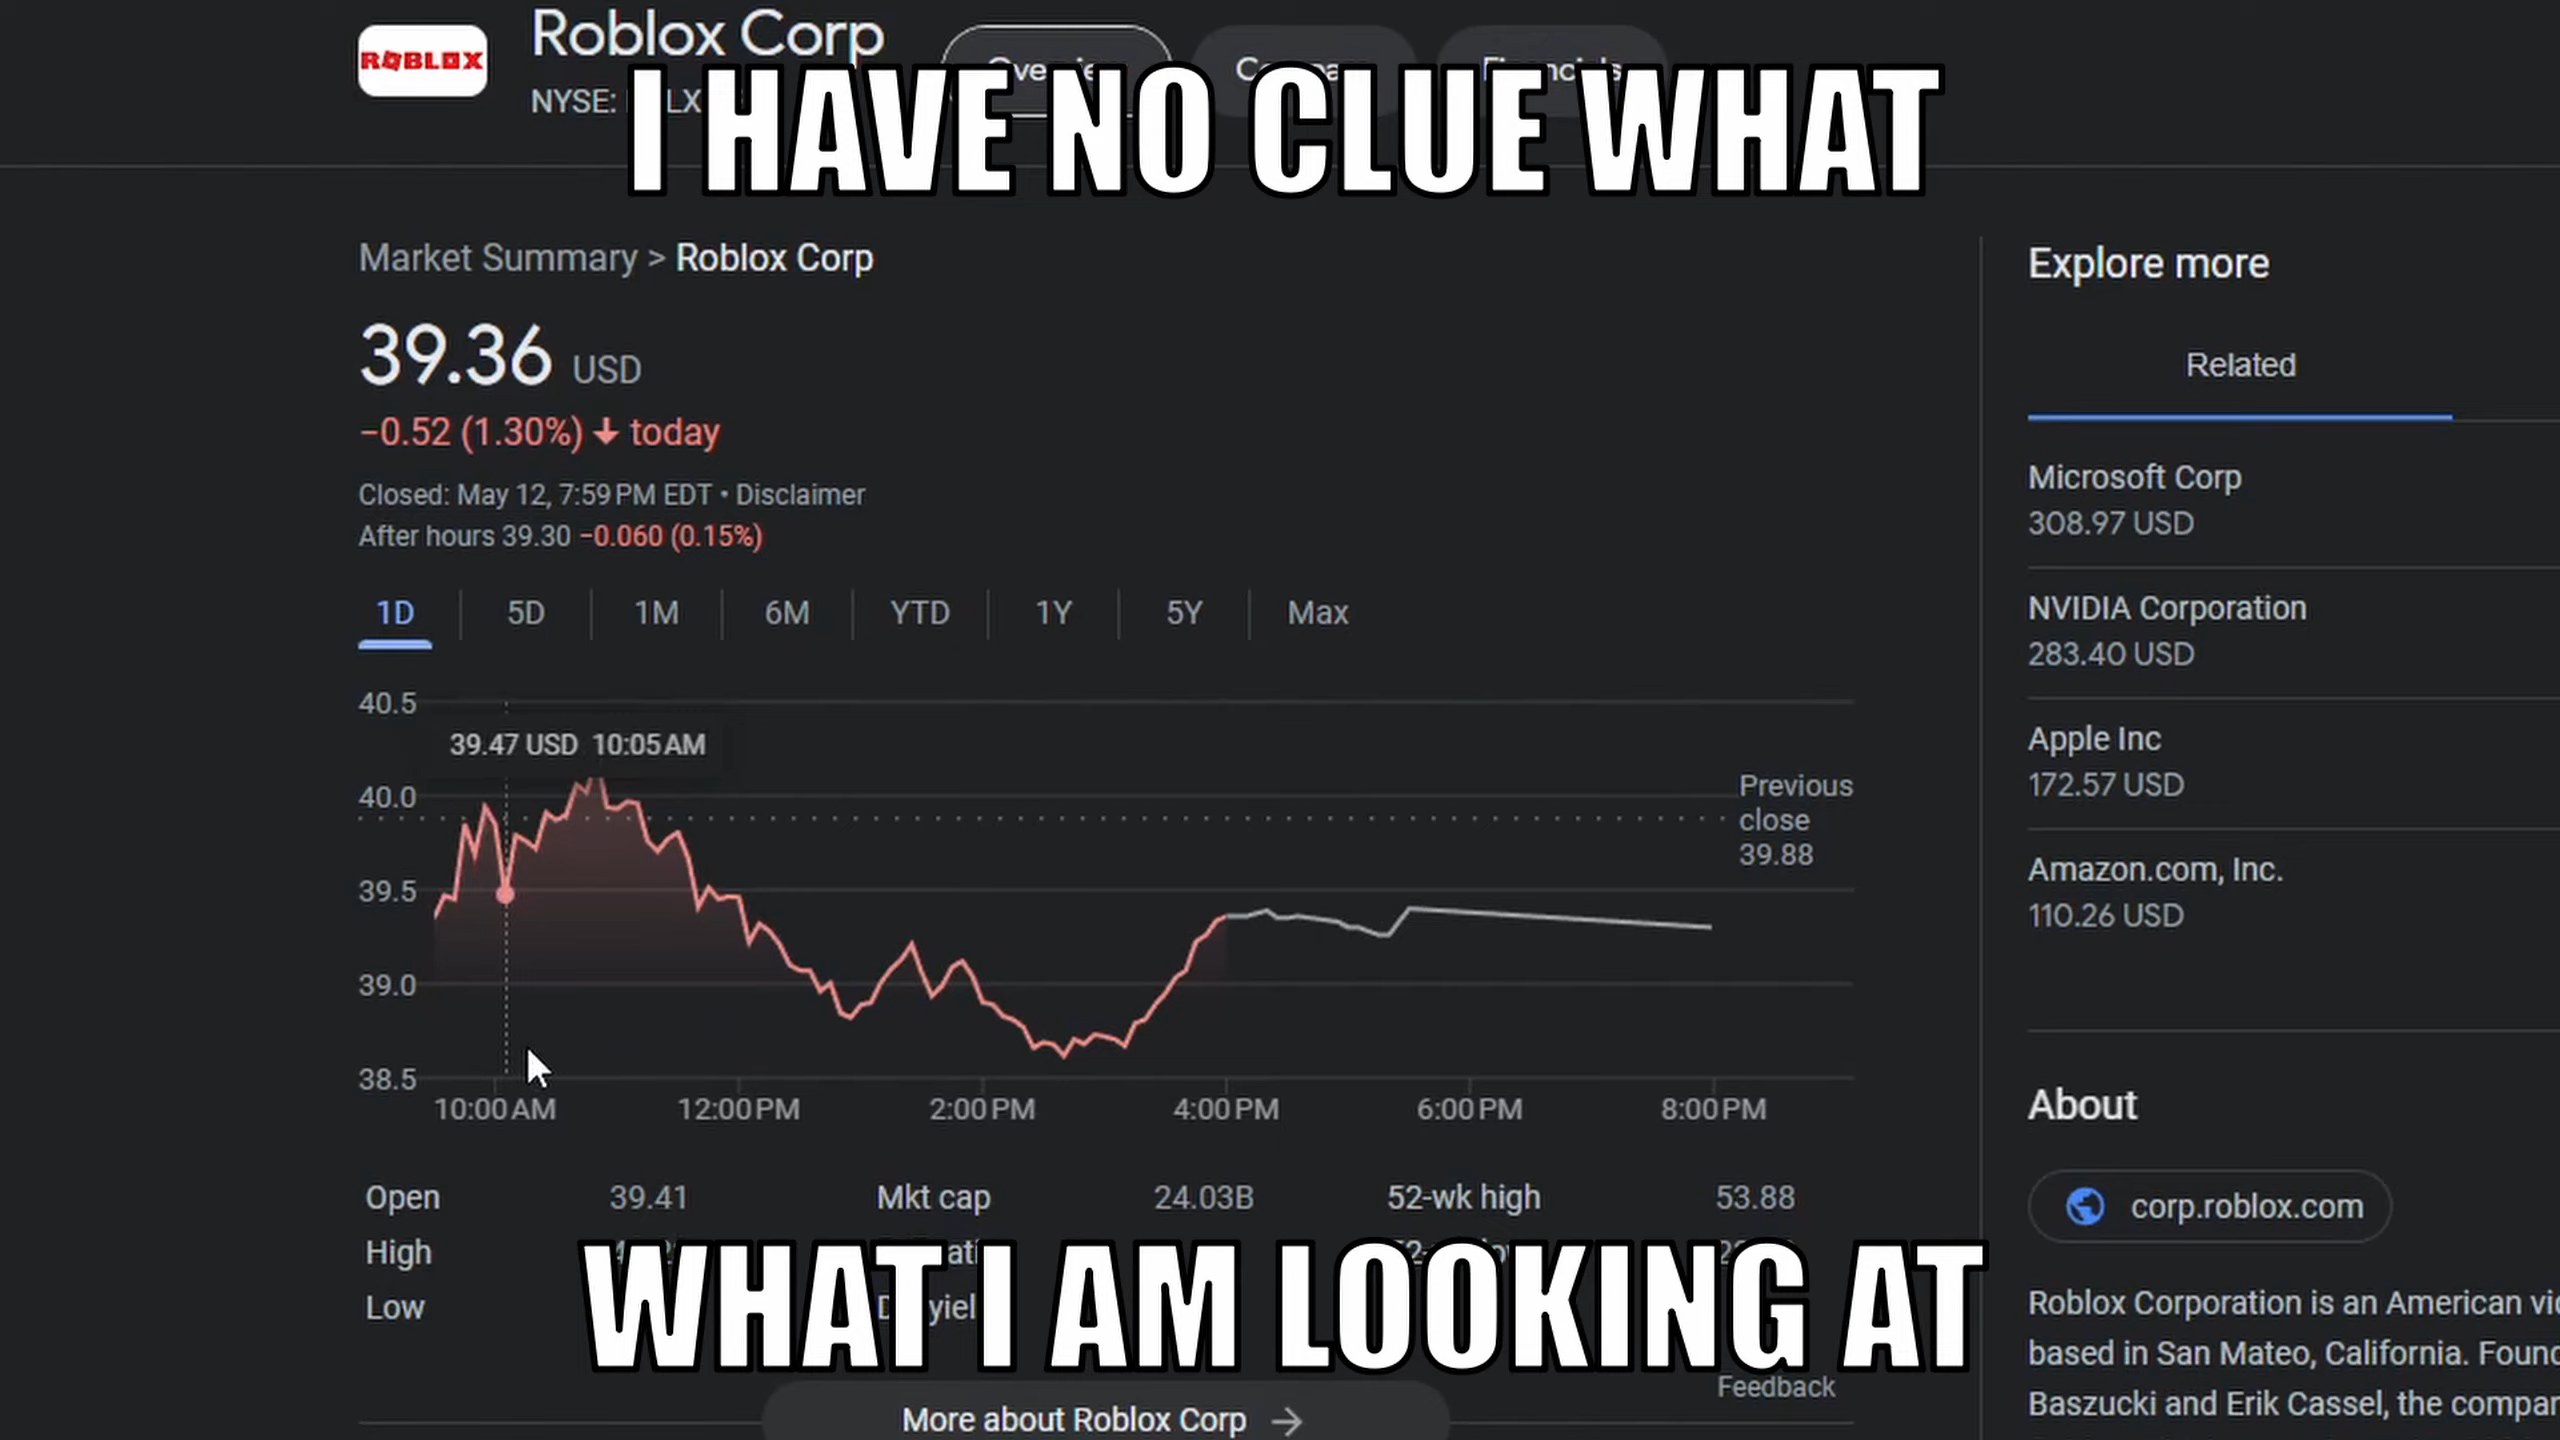 ROBLOX
Roblox Corp
NYSE:
I HAVE NO CLUE WHAT
Market Summary > Roblox Corp
39.36 USD
−0.52 (1.30%) ↓ today
Closed: May 12, 7:59 PM EDT • Disclaimer
After hours 39.30 −0.060 (0.15%)
1D
5D
1M
6M
YTD
1Y
5Y
Max
40.5
39.47 USD 10:05 AM
40.0
39.5
39.0
38.5
Previous
close
39.88
10:00 AM
12:00 PM
2:00 PM
4:00 PM
6:00 PM
8:00 PM
Open 39.41
Mkt cap 24.03B
52-wk high 53.88
High
Low
WHAT I AM LOOKING AT
Feedback
More about Roblox Corp →
Explore more
Related
Microsoft Corp
308.97 USD
NVIDIA Corporation
283.40 USD
Apple Inc
172.57 USD
Amazon.com, Inc.
110.26 USD
About
corp.roblox.com
Roblox Corporation is an American
based in San Mateo, California.
Baszucki and Erik Cassel, the